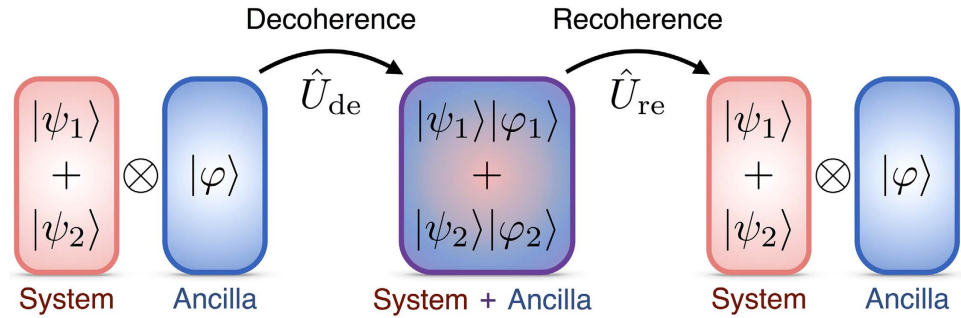 Decoherence
Recoherence
Û_de
Û_re
|ψ₁⟩
+
|ψ₂⟩
⊗
|φ⟩
|ψ₁⟩|φ₁⟩
+
|ψ₂⟩|φ₂⟩
|ψ₁⟩
+
|ψ₂⟩
⊗
|φ⟩
System
Ancilla
System + Ancilla
System
Ancilla